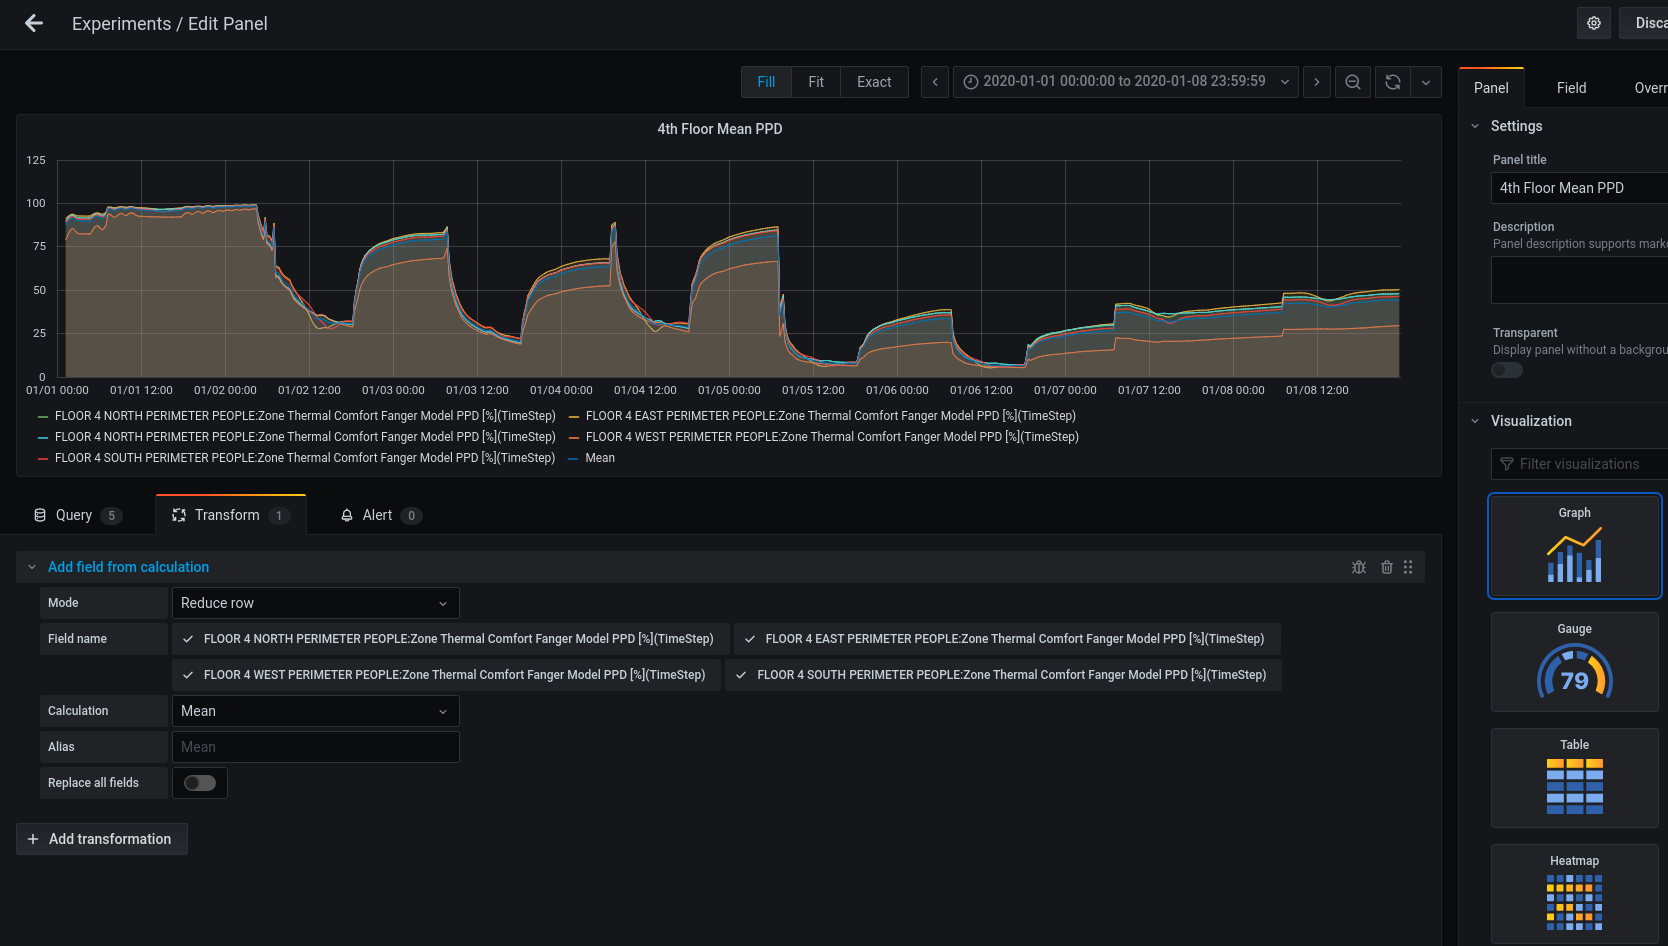 Experiments / Edit Panel
Disca
Fill Fit Exact 2020-01-01 00:00:00 to 2020-01-08 23:59:59
Panel Field Overr
4th Floor Mean PPD
Settings
Panel title
4th Floor Mean PPD
Description
Panel description supports marko
Transparent
Display panel without a backgrou
125
100
75
50
25
0
01/01 00:00 01/01 12:00 01/02 00:00 01/02 12:00 01/03 00:00 01/03 12:00 01/04 00:00 01/04 12:00 01/05 00:00 01/05 12:00 01/06 00:00 01/06 12:00 01/07 00:00 01/07 12:00 01/08 00:00 01/08 12:00
FLOOR 4 NORTH PERIMETER PEOPLE:Zone Thermal Comfort Fanger Model PPD [%](TimeStep) FLOOR 4 EAST PERIMETER PEOPLE:Zone Thermal Comfort Fanger Model PPD [%](TimeStep)
FLOOR 4 NORTH PERIMETER PEOPLE:Zone Thermal Comfort Fanger Model PPD [%](TimeStep) FLOOR 4 WEST PERIMETER PEOPLE:Zone Thermal Comfort Fanger Model PPD [%](TimeStep)
FLOOR 4 SOUTH PERIMETER PEOPLE:Zone Thermal Comfort Fanger Model PPD [%](TimeStep) Mean
Visualization
Filter visualizations
Graph
Gauge
79
Table
Heatmap
Query 5 Transform 1 Alert 0
Add field from calculation
Mode Reduce row
Field name FLOOR 4 NORTH PERIMETER PEOPLE:Zone Thermal Comfort Fanger Model PPD [%](TimeStep) FLOOR 4 EAST PERIMETER PEOPLE:Zone Thermal Comfort Fanger Model PPD [%](TimeStep)
FLOOR 4 WEST PERIMETER PEOPLE:Zone Thermal Comfort Fanger Model PPD [%](TimeStep) FLOOR 4 SOUTH PERIMETER PEOPLE:Zone Thermal Comfort Fanger Model PPD [%](TimeStep)
Calculation Mean
Alias Mean
Replace all fields
Add transformation